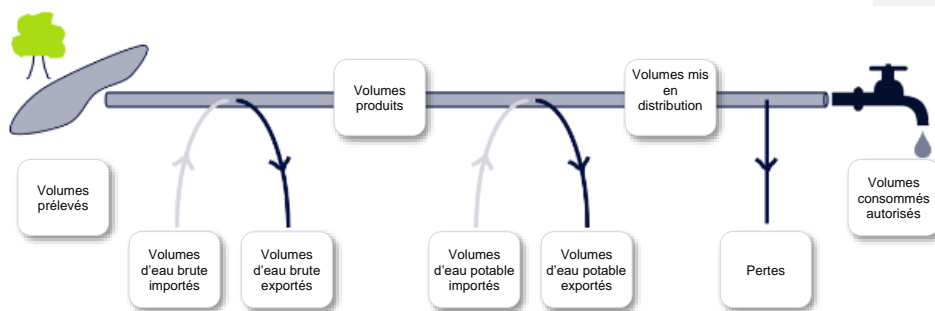 Volumes
prélevés
Volumes
d'eau brute
importés
Volumes
d'eau brute
exportés
Volumes
produits
Volumes
d'eau potable
importés
Volumes
d'eau potable
exportés
Volumes mis
en
distribution
Pertes
Volumes
consommés
autorisés